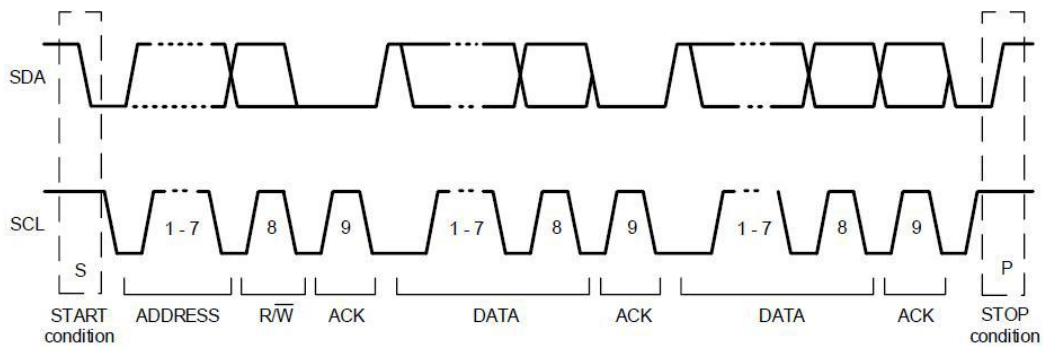 SDA
SCL
1 - 7 8 9 1 - 7 8 9 1 - 7 8 9
S P
START condition ADDRESS R/W̅ ACK DATA ACK DATA ACK STOP condition